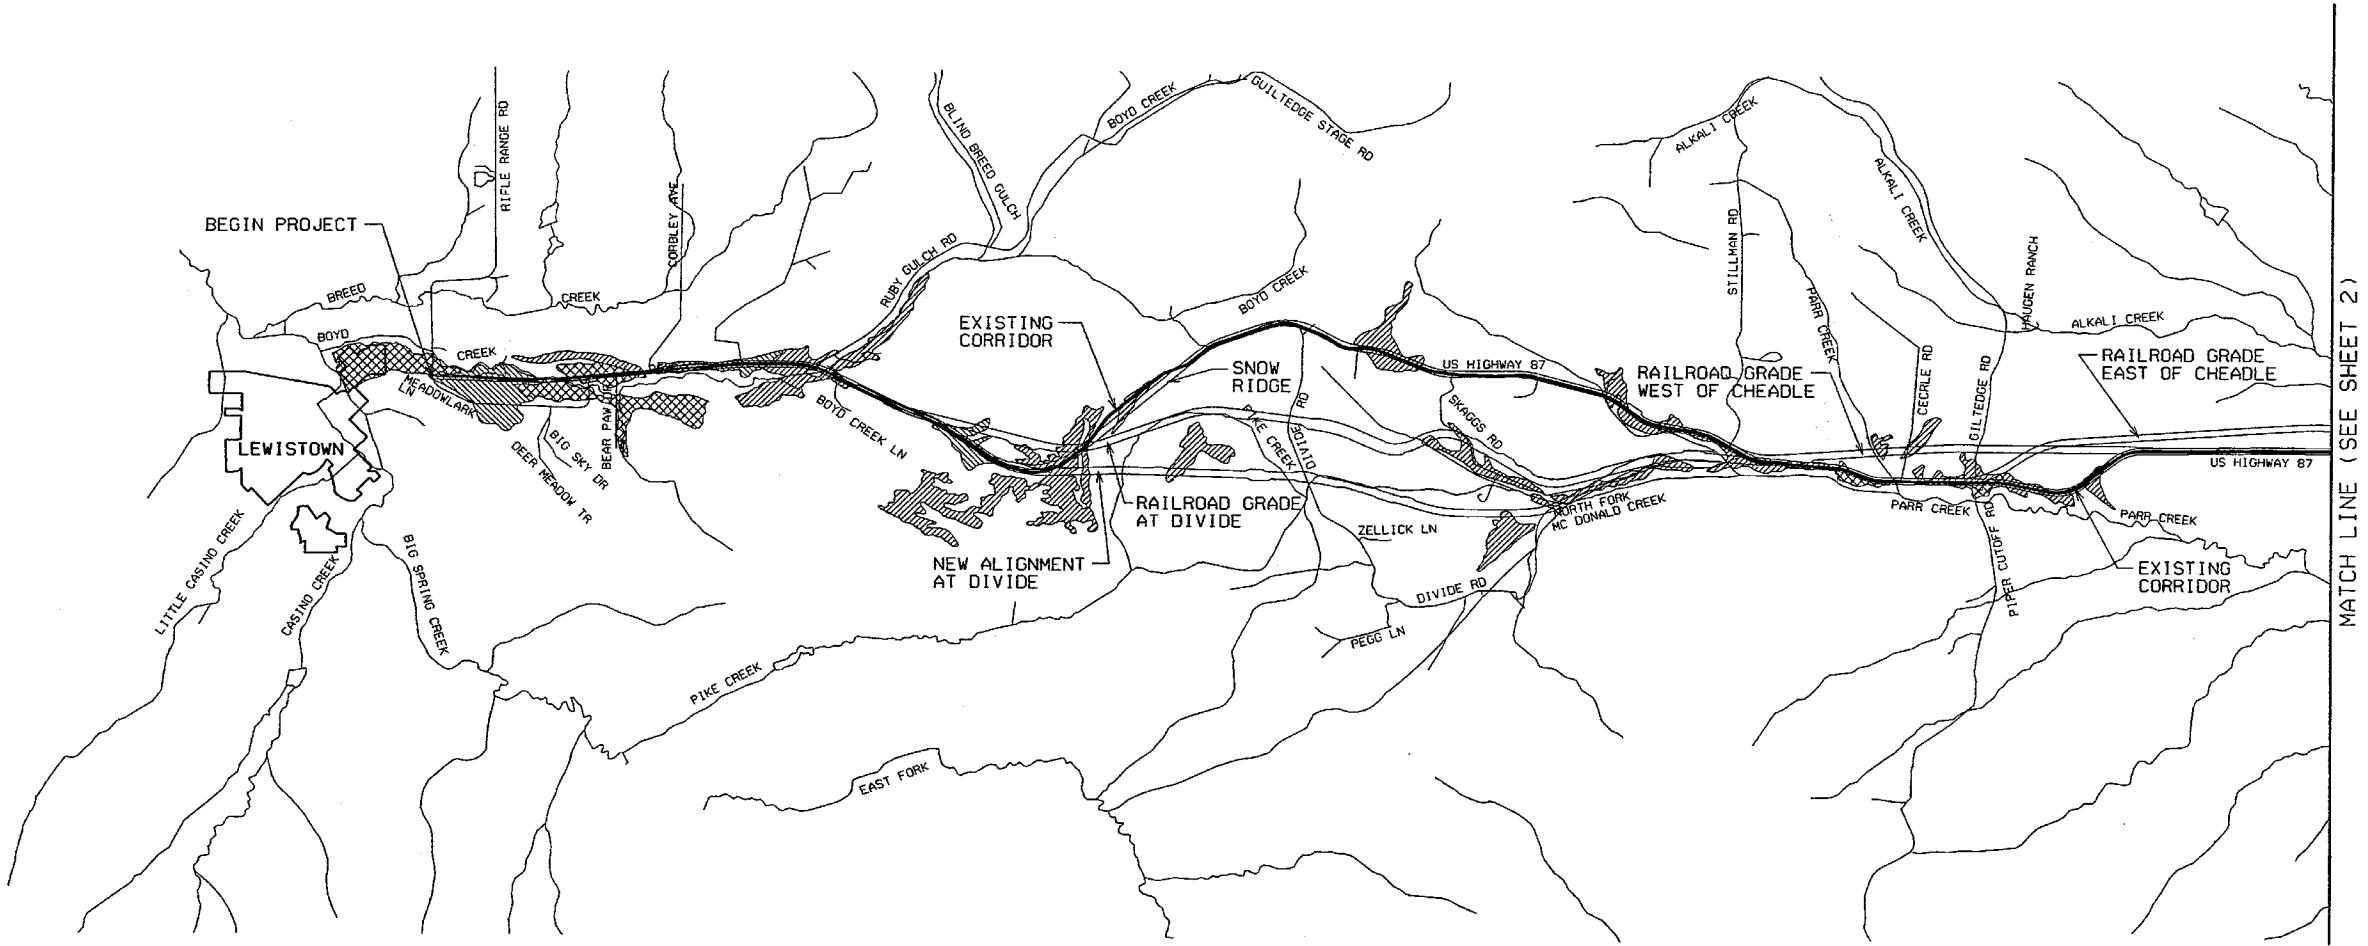 BLIND BREED GULCH
BOYD CREEK
GUILTEDGE STAGE RD
ALKALI CREEK
RIFLE RANGE RD
CORBLEY AVE
ALKALI CREEK
BEGIN PROJECT
RUBY GULCH RD
STILLMAN RD
HAUGEN RANCH
BREED
CREEK
BOYD CREEK
PARR CREEK
ALKALI CREEK
BOYD
CREEK
EXISTING
CORRIDOR
SNOW
RIDGE
US HIGHWAY 87
RAILROAD GRADE
WEST OF CHEADLE
CECRLE RD
GILTEDGE RD
RAILROAD GRADE
EAST OF CHEADLE
MATCH LINE (SEE SHEET 2)
MEADOWLARK
LN
BEAR PAW
BOYD CREEK LN
SKAGGS RD
DIVIDE
RD
CREEK
LEWISTOWN
BIG SKY DR
DEER MEADOW TR
US HIGHWAY 87
RAILROAD GRADE
AT DIVIDE
NORTH FORK
MC DONALD CREEK
PARR CREEK
PARR CREEK
ZELLICK LN
NEW ALIGNMENT
AT DIVIDE
EXISTING
CORRIDOR
PIPER CUTOFF RD
LITTLE CASINO CREEK
CASINO CREEK
BIG SPRING CREEK
DIVIDE RD
PEGG LN
PIKE CREEK
EAST FORK